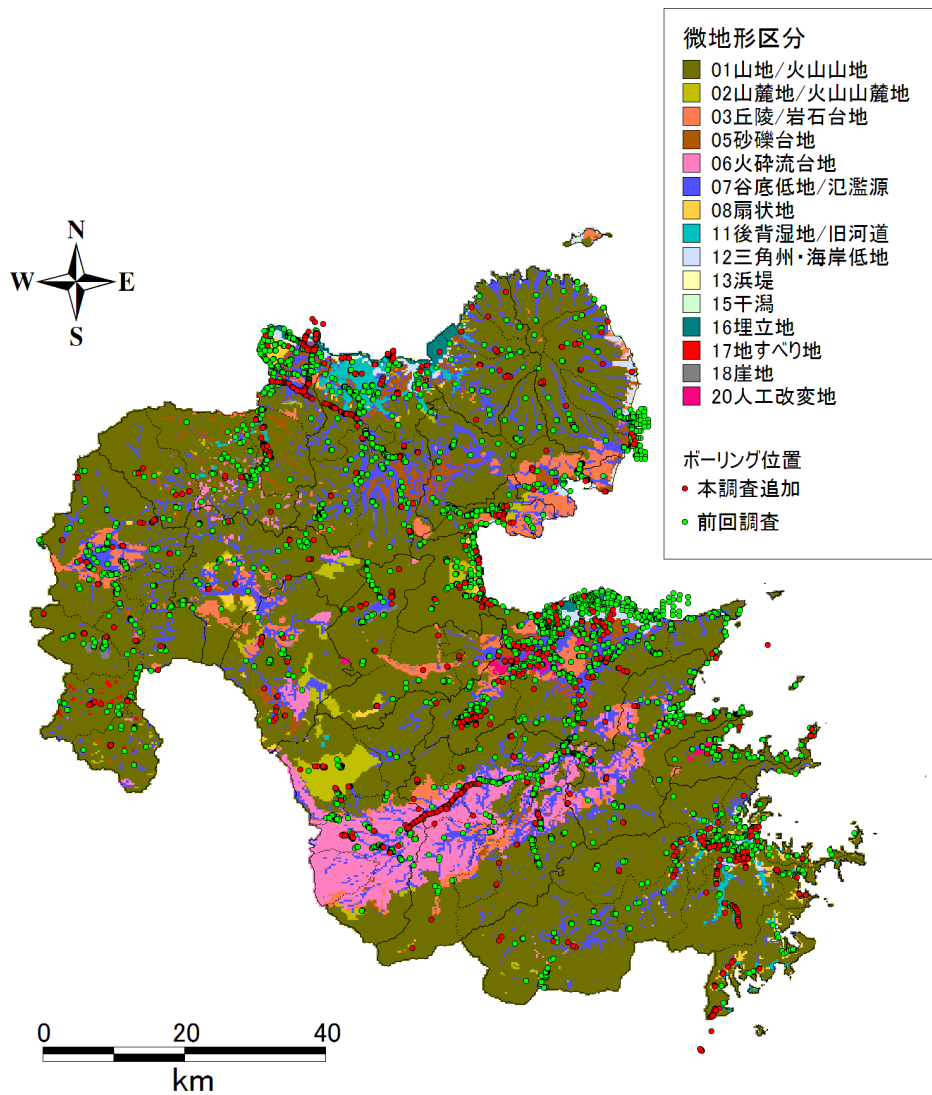 微地形区分
01山地/火山山地
02山麓地/火山山麓地
03丘陵/岩石台地
05砂礫台地
06火砕流台地
07谷底低地/氾濫源
08扇状地
11後背湿地/旧河道
12三角州・海岸低地
13浜堤
15干潟
16埋立地
17地すべり地
18崖地
20人工改変地
ボーリング位置
本調査追加
前回調査
N
W E
S
0 20 40
km